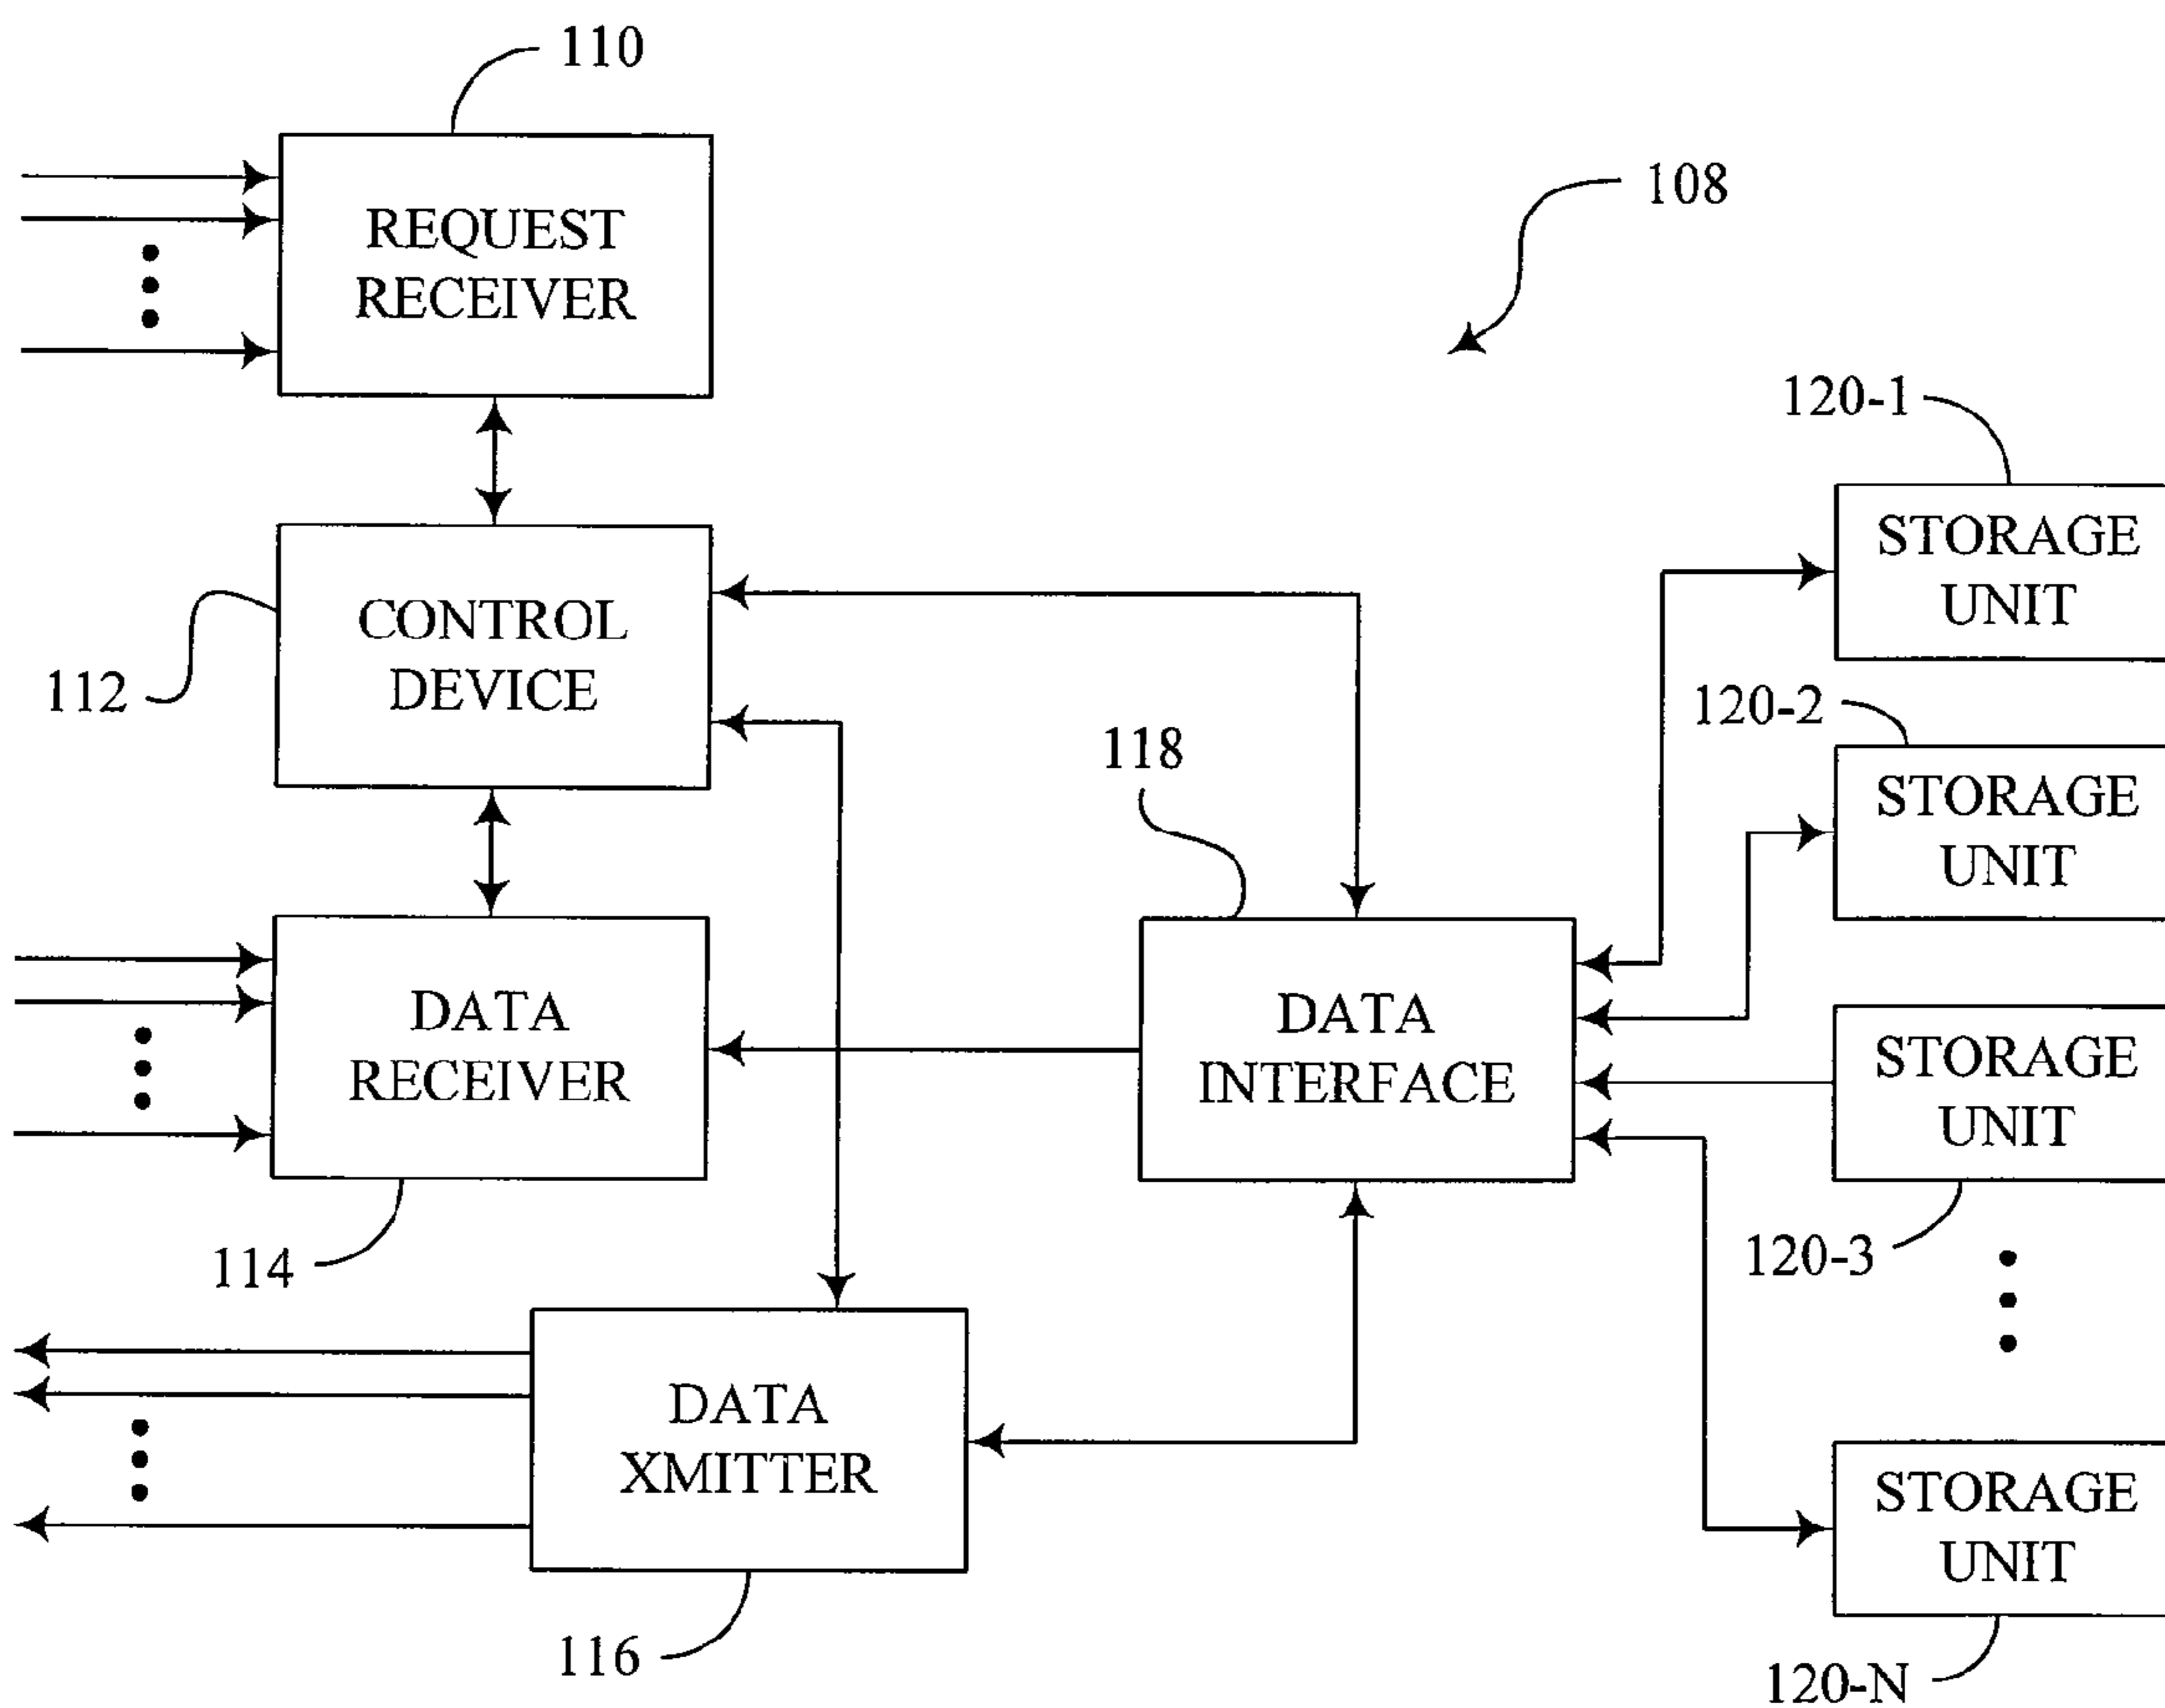 110
REQUEST
RECEIVER
108
120-1
STORAGE
UNIT
CONTROL
DEVICE
112
120-2
118
STORAGE
UNIT
DATA
RECEIVER
DATA
INTERFACE
STORAGE
UNIT
114
120-3
DATA
XMITTER
STORAGE
UNIT
116
120-N